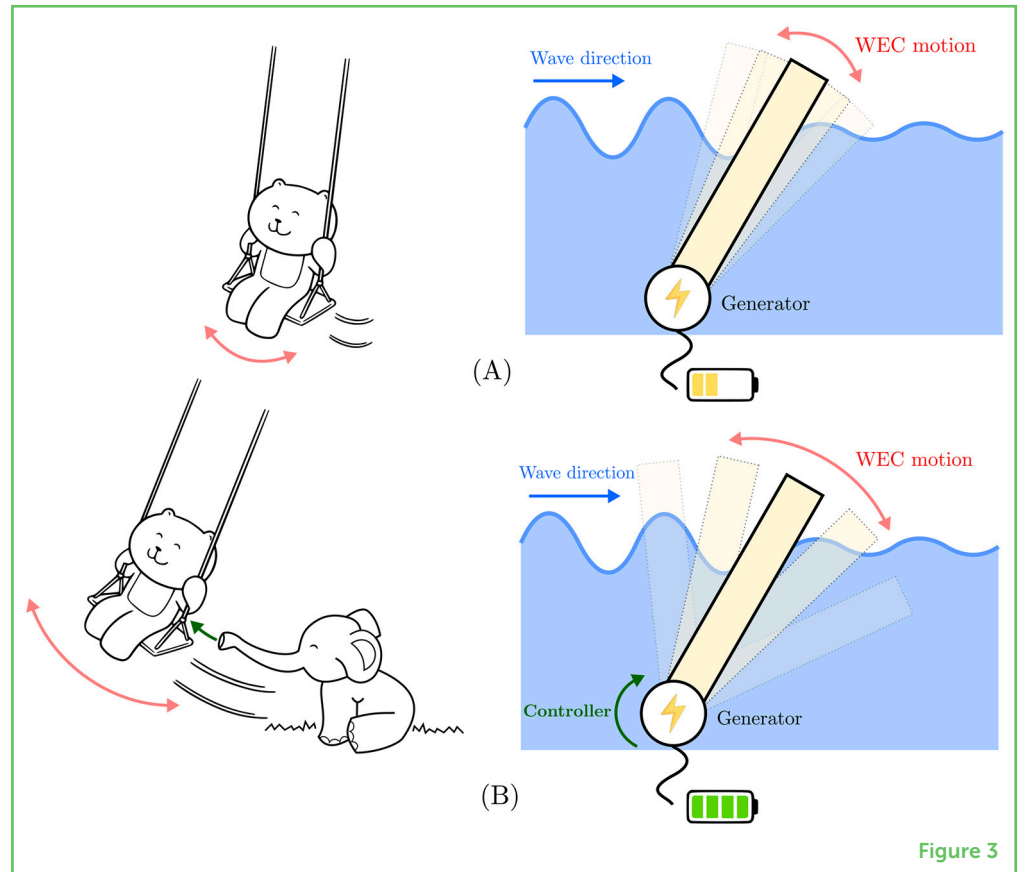 Wave direction
WEC motion
Generator
(A)
Wave direction
WEC motion
Controller
Generator
(B)
Figure 3